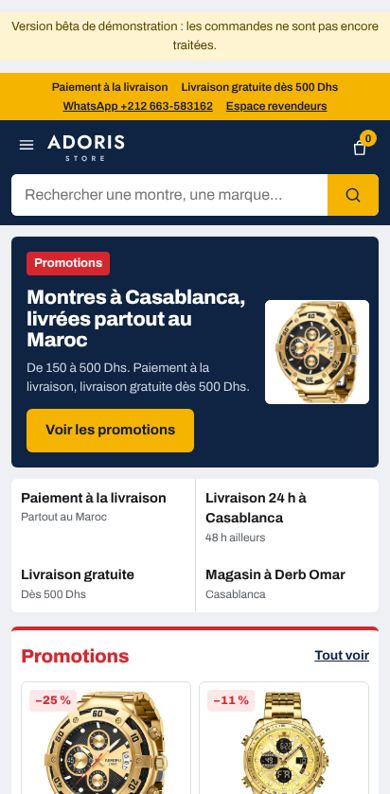 Version bêta de démonstration : les commandes ne sont pas encore
traitées.
Paiement à la livraison Livraison gratuite dès 500 Dhs
WhatsApp +212 663-583162 Espace revendeurs
ADORIS
STORE
0
Rechercher une montre, une marque...
Promotions
Montres à Casablanca,
livrées partout au
Maroc
De 150 à 500 Dhs. Paiement à la
livraison, livraison gratuite dès 500 Dhs.
Voir les promotions
Paiement à la livraison
Partout au Maroc
Livraison 24 h à
Casablanca
48 h ailleurs
Livraison gratuite
Dès 500 Dhs
Magasin à Derb Omar
Casablanca
Promotions
Tout voir
−25 %
−11 %